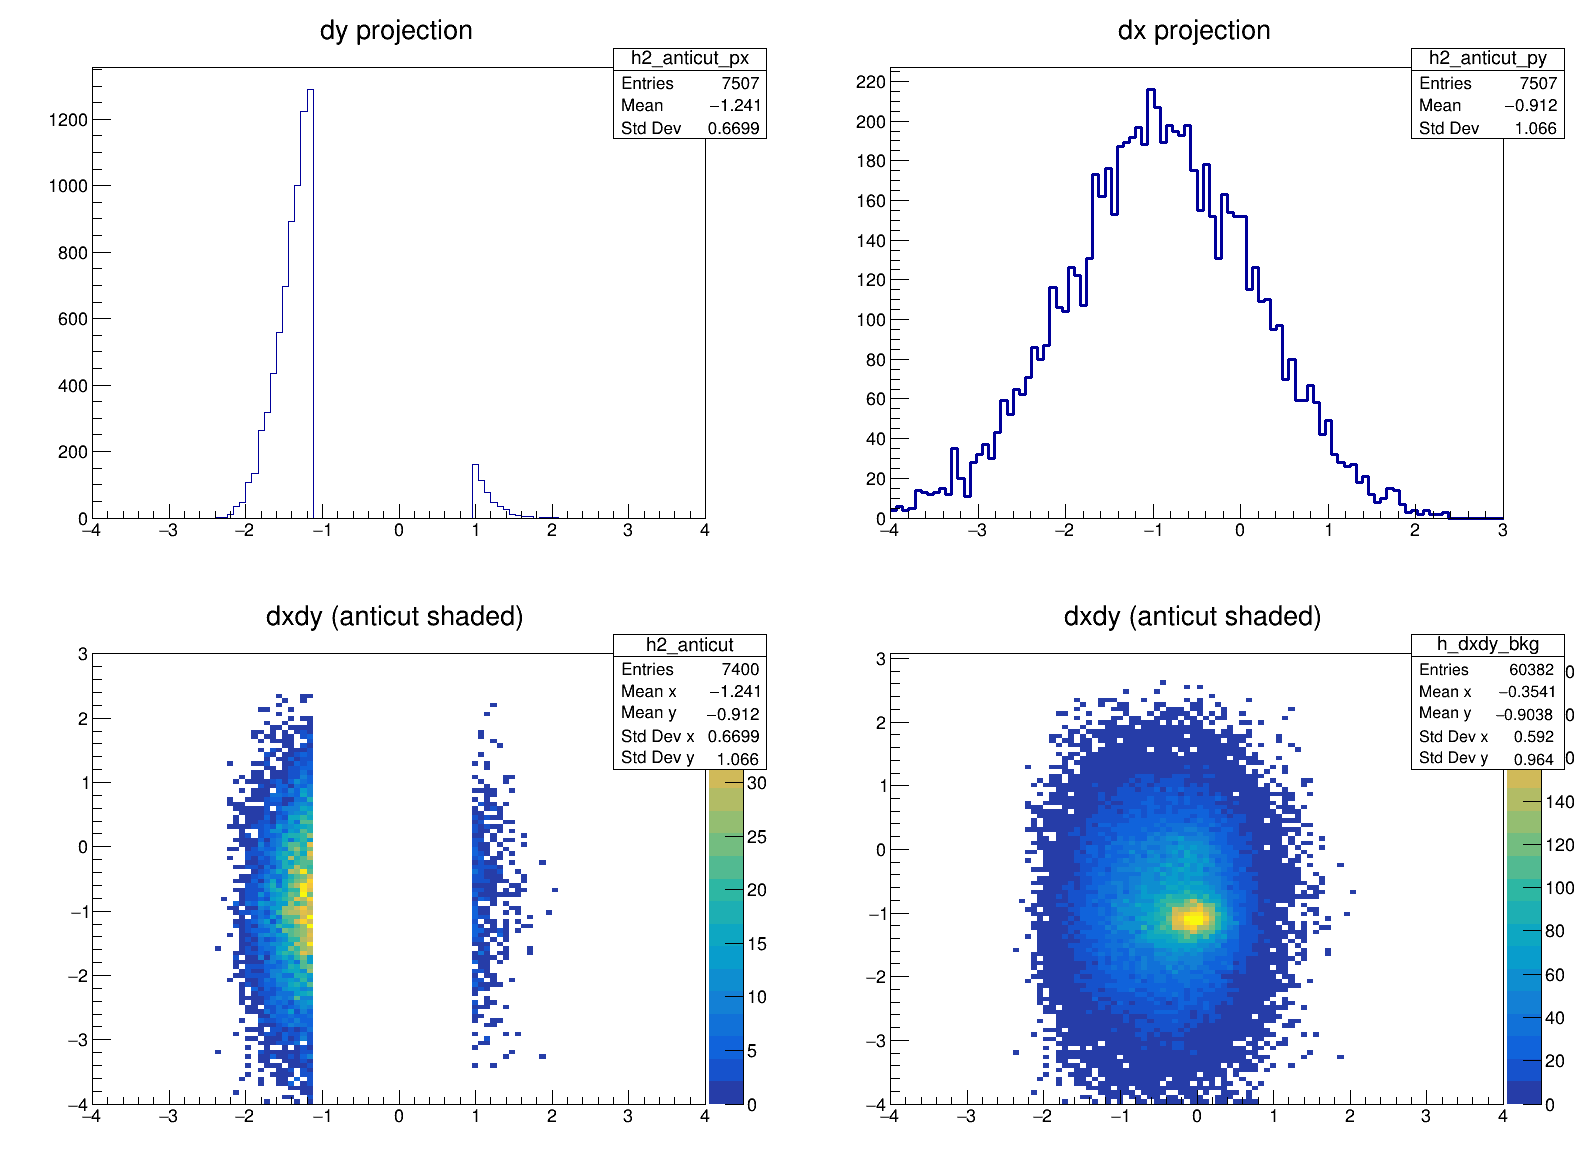 dy projection
h2_anticut_px
Entries 7507
Mean −1.241
Std Dev 0.6699
1200
1000
800
600
400
200
0
−4 −3 −2 −1 0 1 2 3 4
dx projection
h2_anticut_py
Entries 7507
Mean −0.912
Std Dev 1.066
220
200
180
160
140
120
100
80
60
40
20
0
−4 −3 −2 −1 0 1 2 3
dxdy (anticut shaded)
h2_anticut
Entries 7400
Mean x −1.241
Mean y −0.912
Std Dev x 0.6699
Std Dev y 1.066
3
2
1
0
−1
−2
−3
−4
−4 −3 −2 −1 0 1 2 3 4
30
25
20
15
10
5
0
dxdy (anticut shaded)
h_dxdy_bkg
Entries 60382
Mean x −0.3541
Mean y −0.9038
Std Dev x 0.592
Std Dev y 0.964
3
2
1
0
−1
−2
−3
−4
−4 −3 −2 −1 0 1 2 3 4
0
0
0
140
120
100
80
60
40
20
0